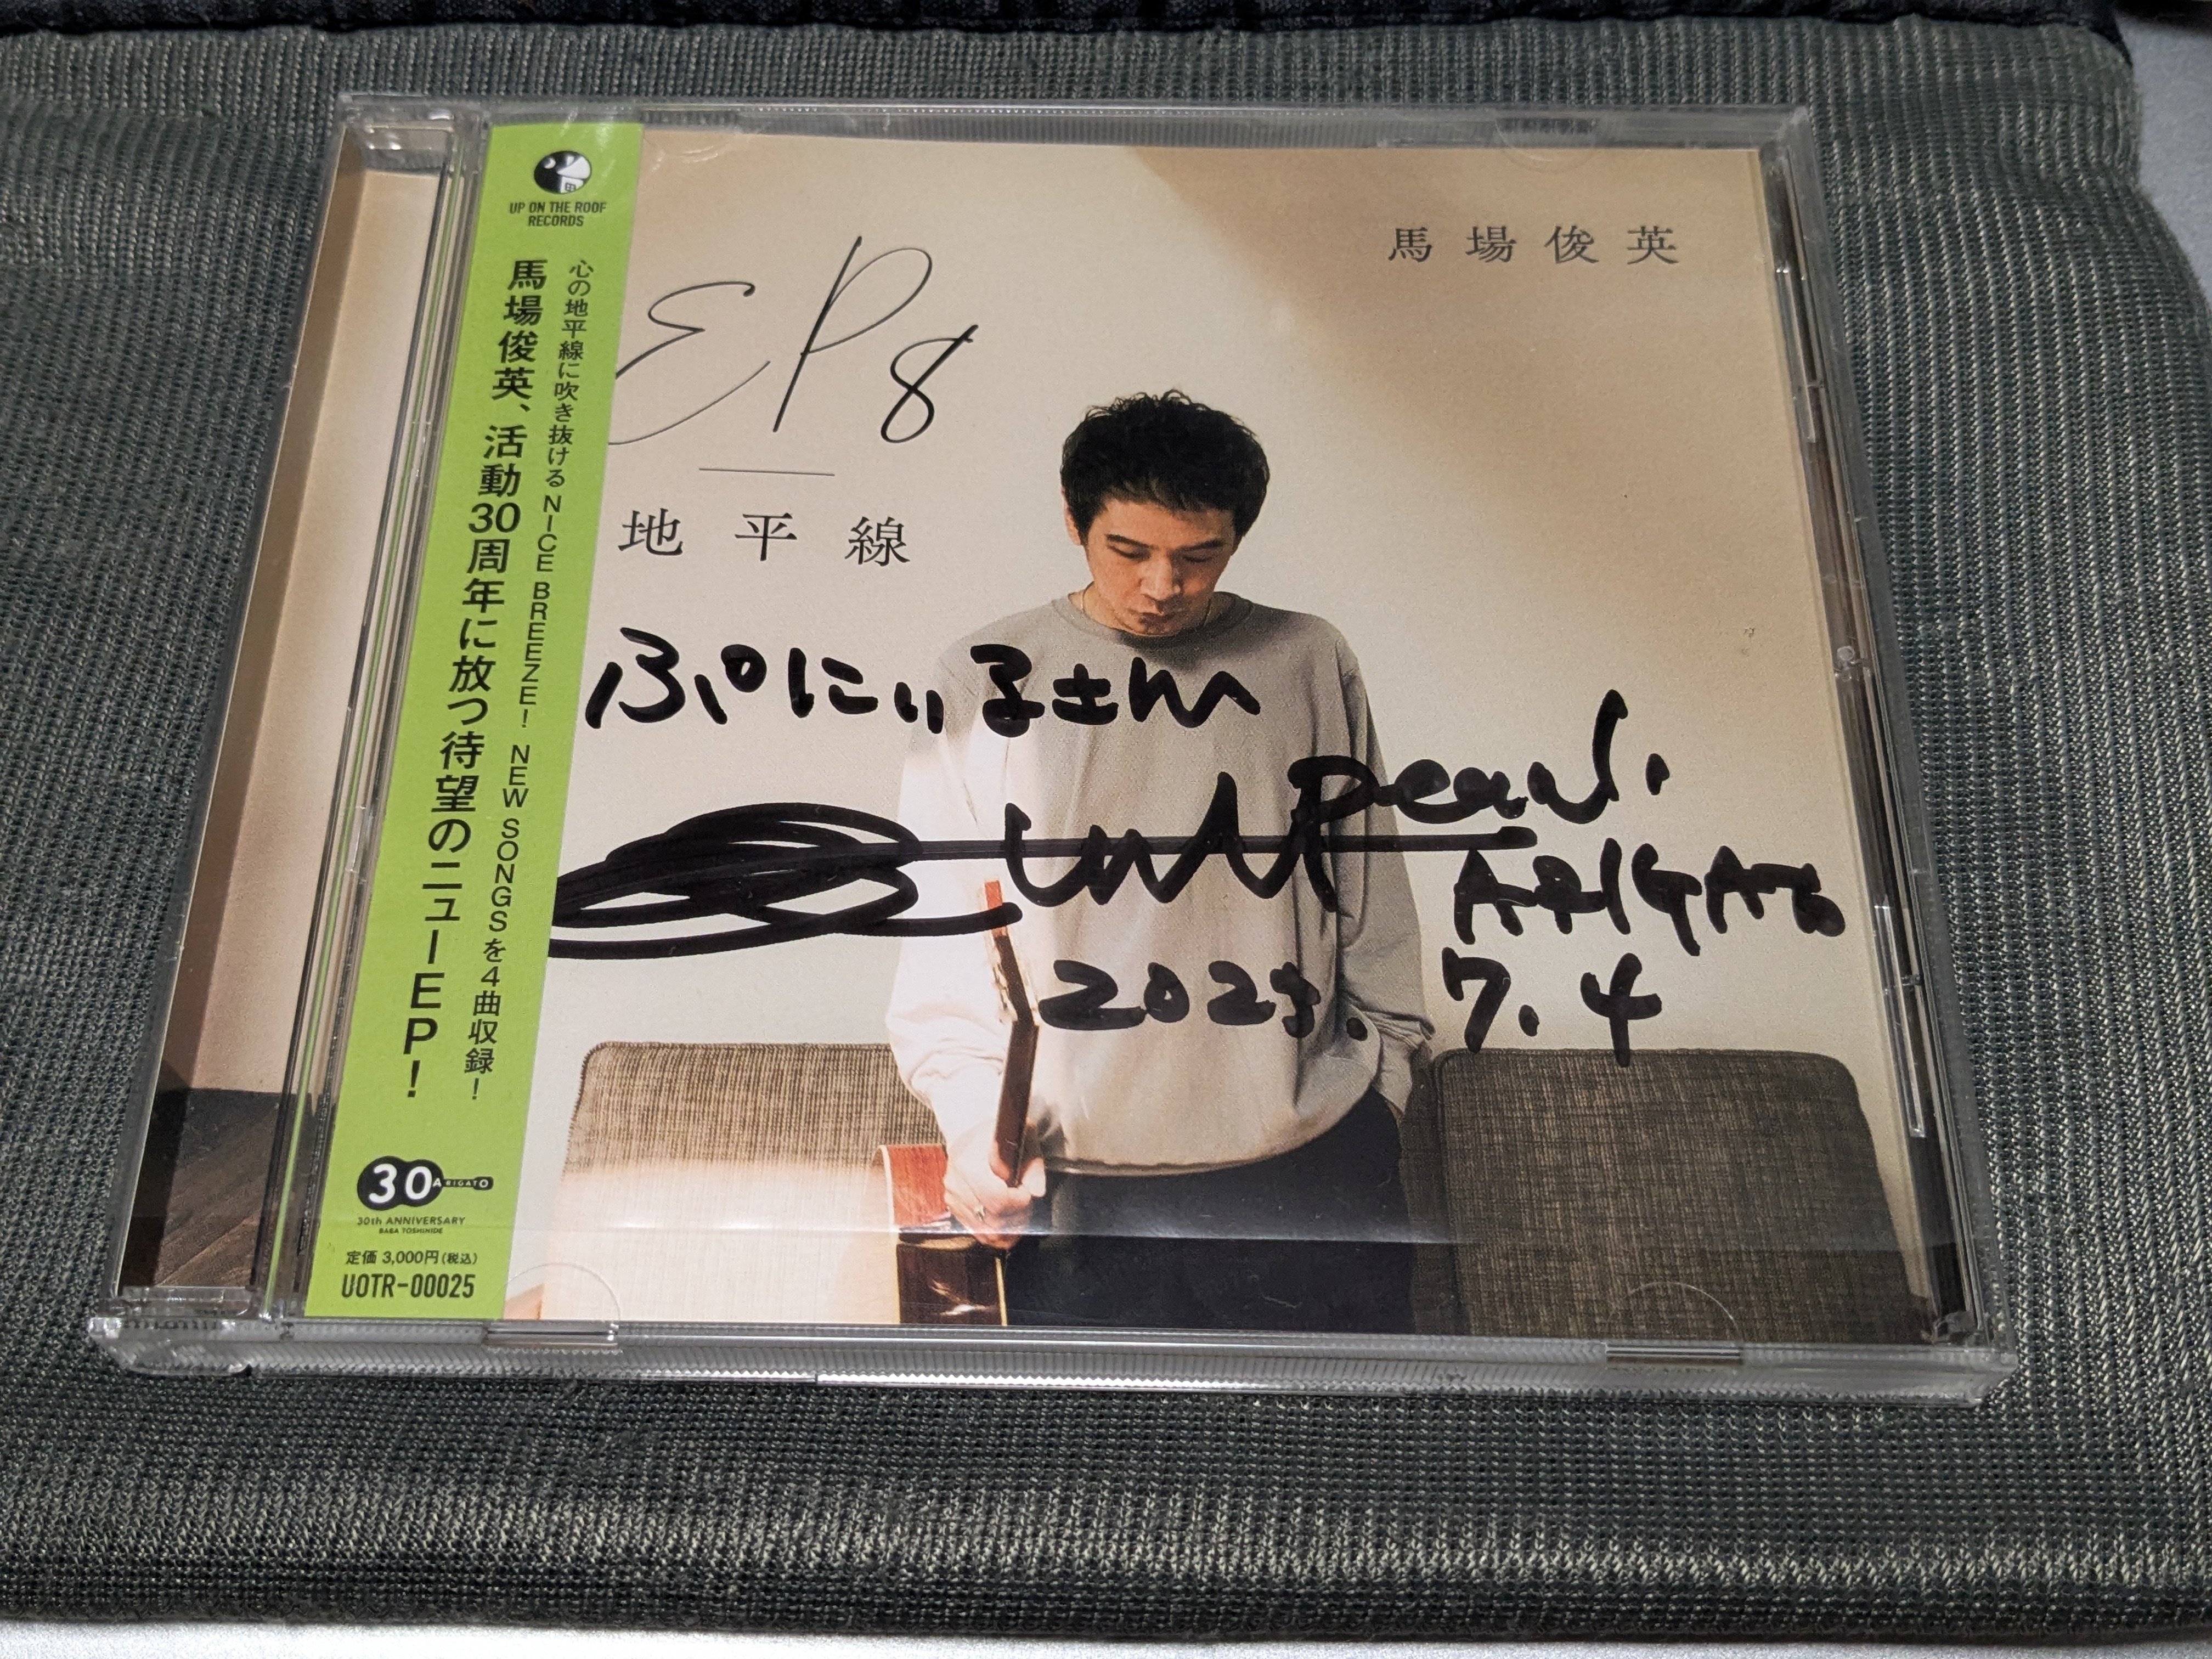 UP ON THE ROOF
RECORDS
心の地平線に吹き抜ける NICE BREEZE! NEW SONGSを4曲収録!
馬場俊英、活動30周年に放つ待望のニューEP!
30 ARIGATO
30th ANNIVERSARY
BABA TOSHIHIDE
定価 3,000円(税込)
UOTR-00025
馬場俊英
EP8
地平線
ぷにぃるさん
ARIGATo
2025. 7.4